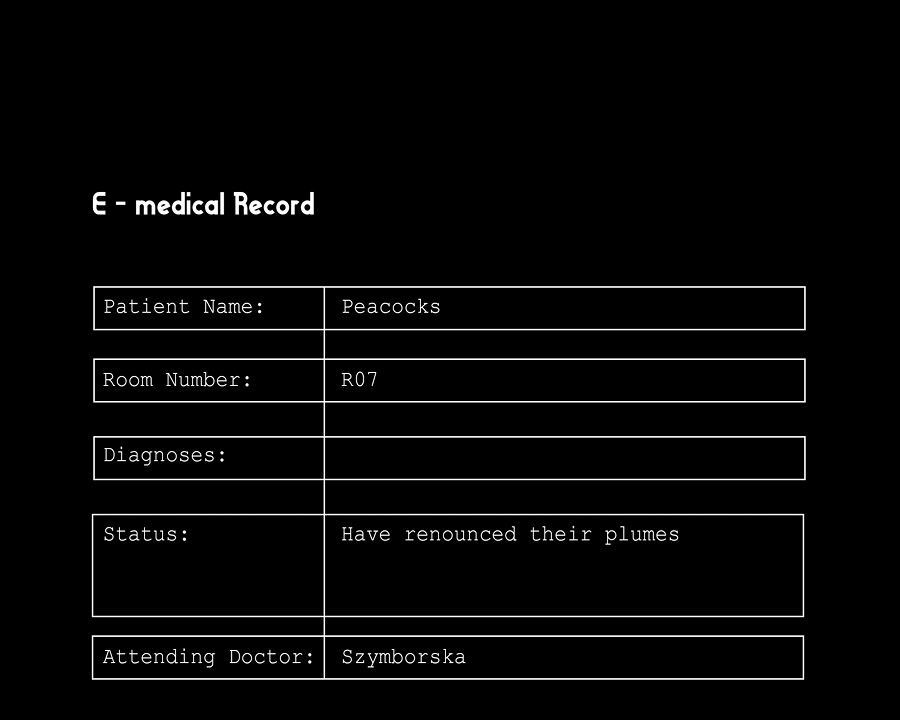 E - medical Record
Patient Name: Peacocks
Room Number: R07
Diagnoses:
Status: Have renounced their plumes
Attending Doctor: Szymborska